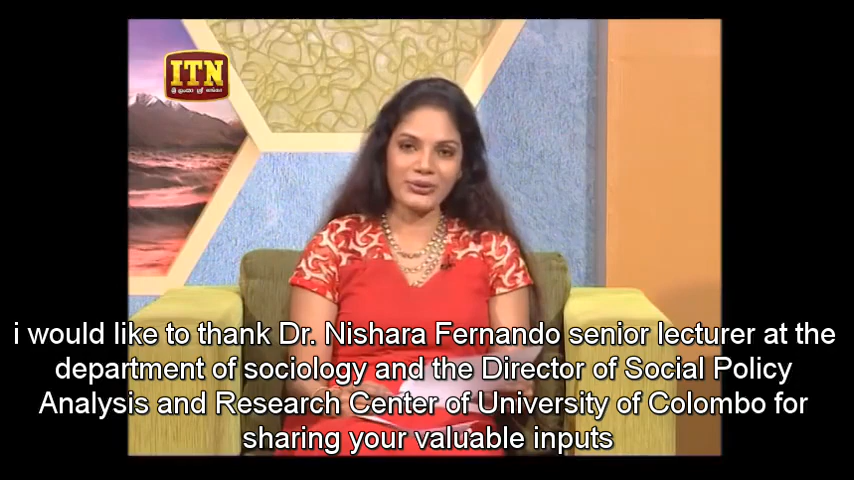 ITN
ශ්‍රී ලංකා
i would like to thank Dr. Nishara Fernando senior lecturer at the
department of sociology and the Director of Social Policy
Analysis and Research Center of University of Colombo for
sharing your valuable inputs